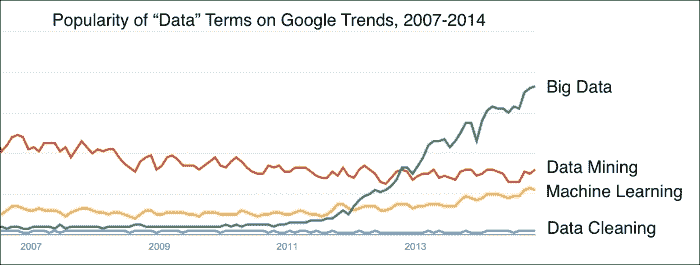 Popularity of “Data” Terms on Google Trends, 2007-2014
Big Data
Data Mining
Machine Learning
Data Cleaning
2007
2009
2011
2013